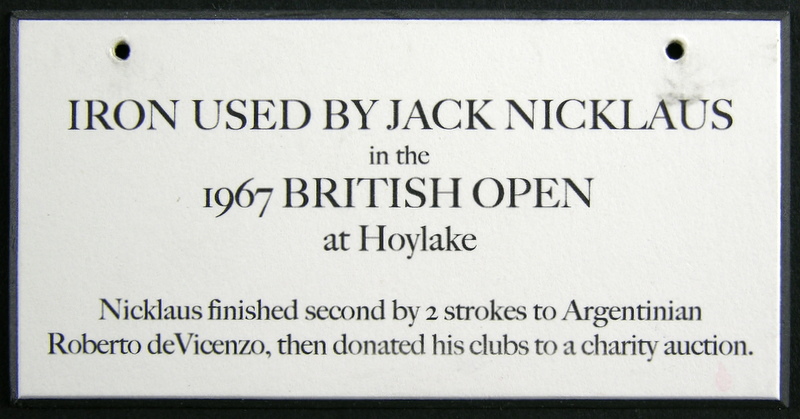 IRON USED BY JACK NICKLAUS
in the
1967 BRITISH OPEN
at Hoylake
Nicklaus finished second by 2 strokes to Argentinian
Roberto deVicenzo, then donated his clubs to a charity auction.